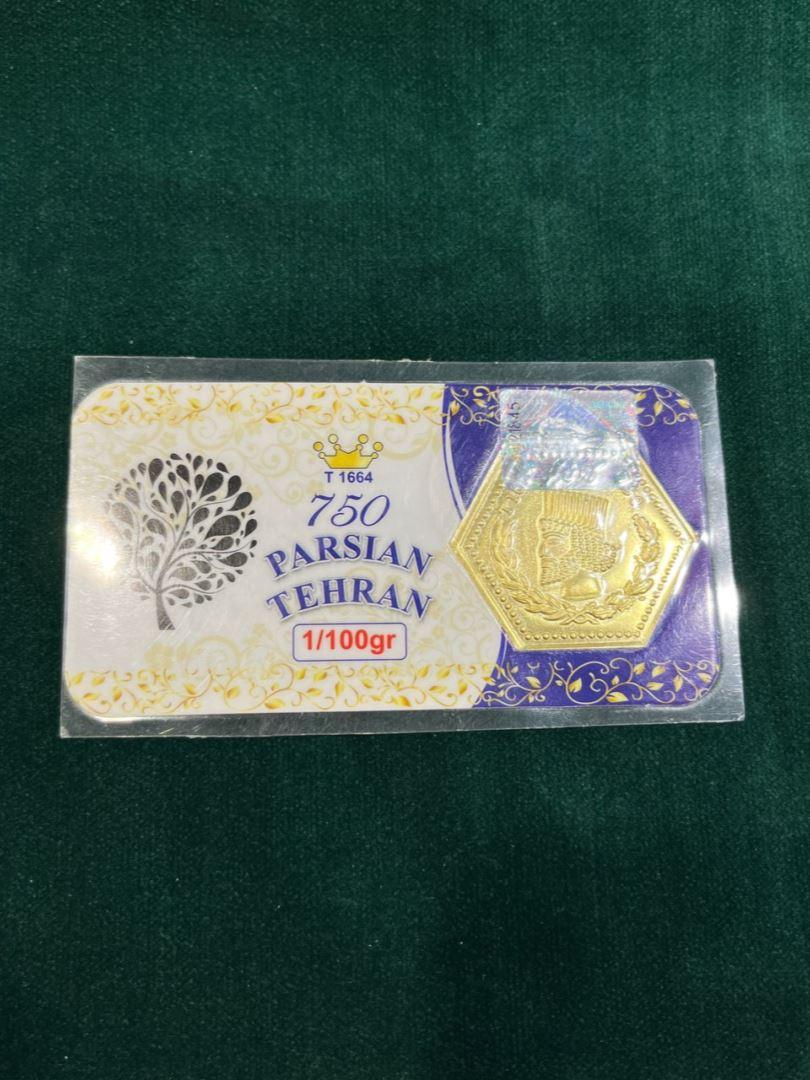 T 1664
750
PARSIAN
TEHRAN
1/100gr